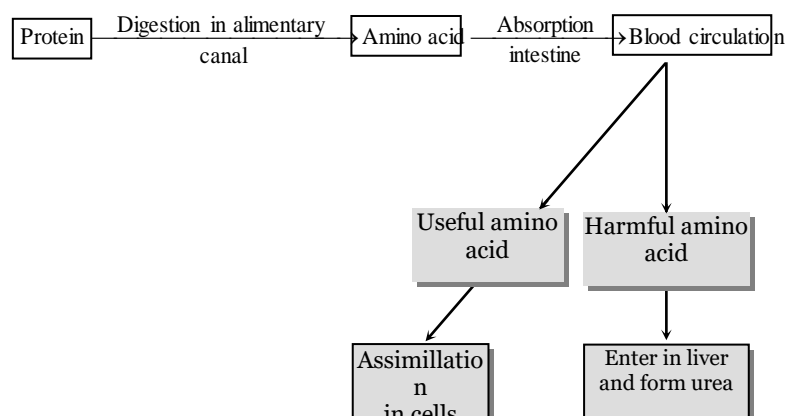 Protein
Digestion in alimentary
canal
Amino acid
Absorption
intestine
Blood circulation
Useful amino
acid
Harmful amino
acid
Assimillatio
n
in cells
Enter in liver
and form urea